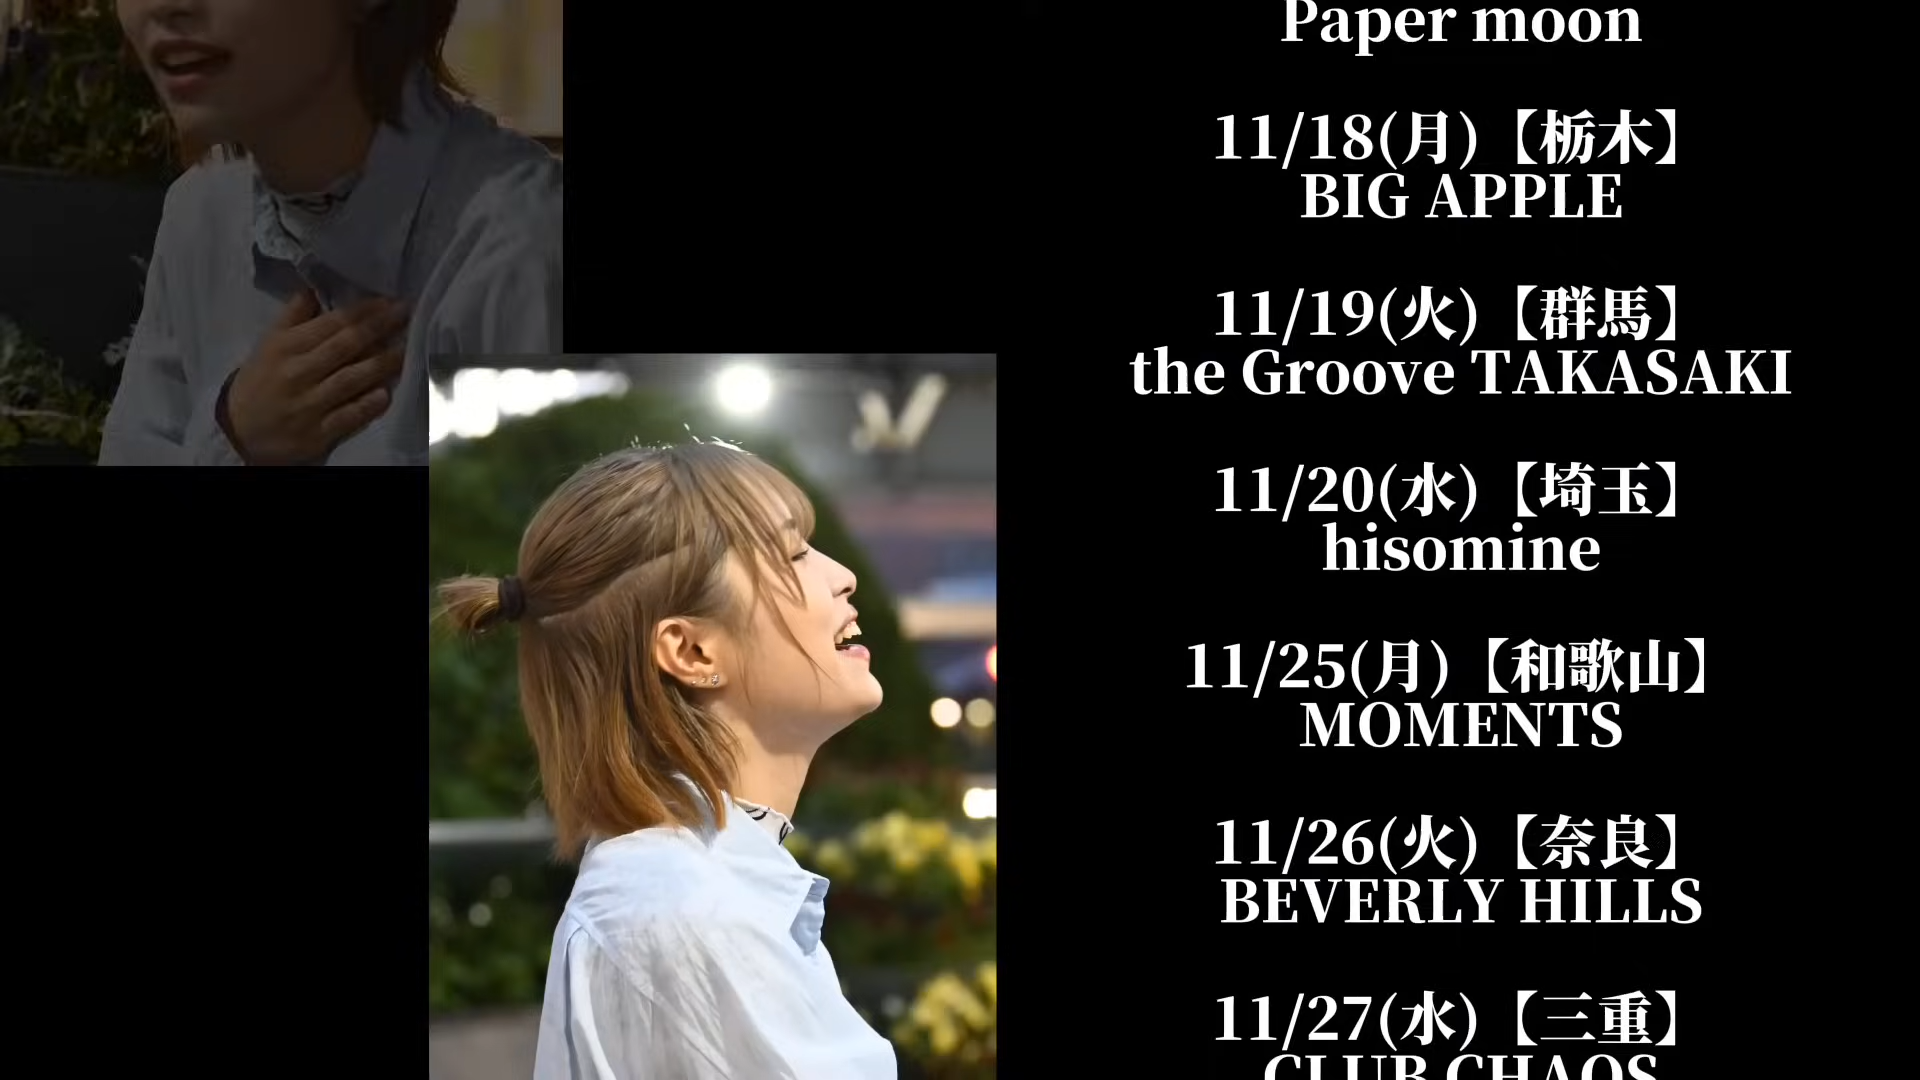 Paper moon
11/18(月)【栃木】
BIG APPLE
11/19(火)【群馬】
the Groove TAKASAKI
11/20(水)【埼玉】
hisomine
11/25(月)【和歌山】
MOMENTS
11/26(火)【奈良】
BEVERLY HILLS
11/27(水)【三重】
CLUB CHAOS